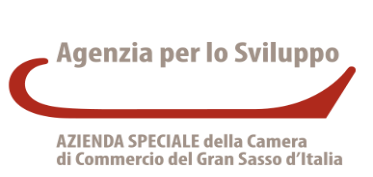 Agenzia per lo Sviluppo
AZIENDA SPECIALE della Camera
di Commercio del Gran Sasso d'Italia